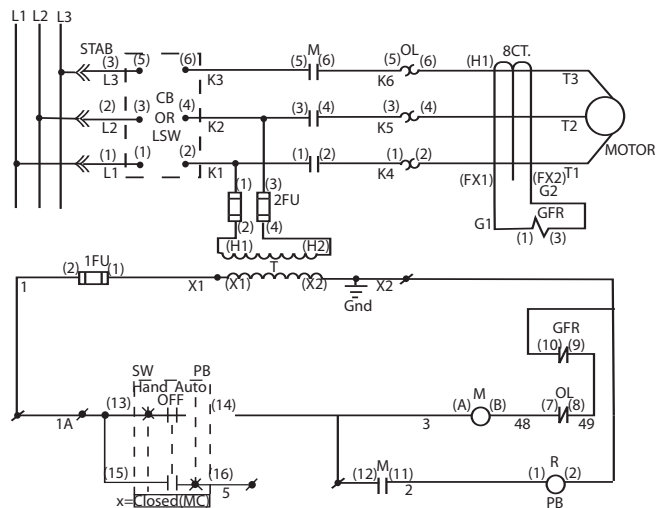 L1 L2 L3
STAB (3) (5) (6) M (5) (6) (5) OL (6) (H1) 8CT.
L3 K3 K6 T3
(2) (3) CB (4) (3) (4) (3) (4)
L2 OR K2 K5 T2
LSW
MOTOR
(1) (1) (2) (1) (2) (1) (2)
L1 K1 K4 T1
(FX1) (FX2)
(1) (3) G2
2FU
(2) (4) G1 GFR
(1) (3)
(H1) (H2)
1FU T
(2) (1)
1 X1 (X1) (X2) X2
Gnd
GFR
(10) (9)
SW PB
Hand Auto
OFF
(13) (14) M OL
(A) (B) (7) (8)
1A 3 48 49
(15) (16) M R
(12) (11) (1) (2)
5 2 PB
x=Closed(MC)